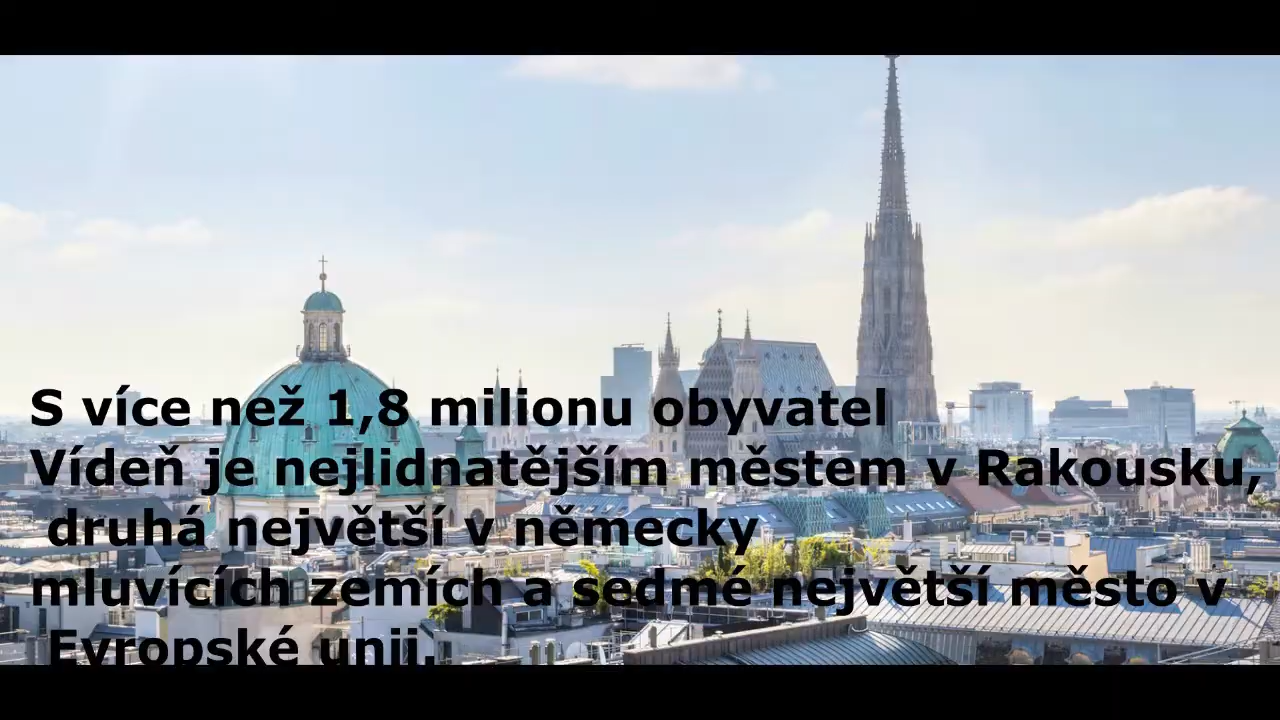 S více než 1,8 milionu obyvatel
Vídeň je nejlidnatějším městem v Rakousku,
druhá největší v německy
mluvících zemích a sedmé největší město v
Evropské unii.